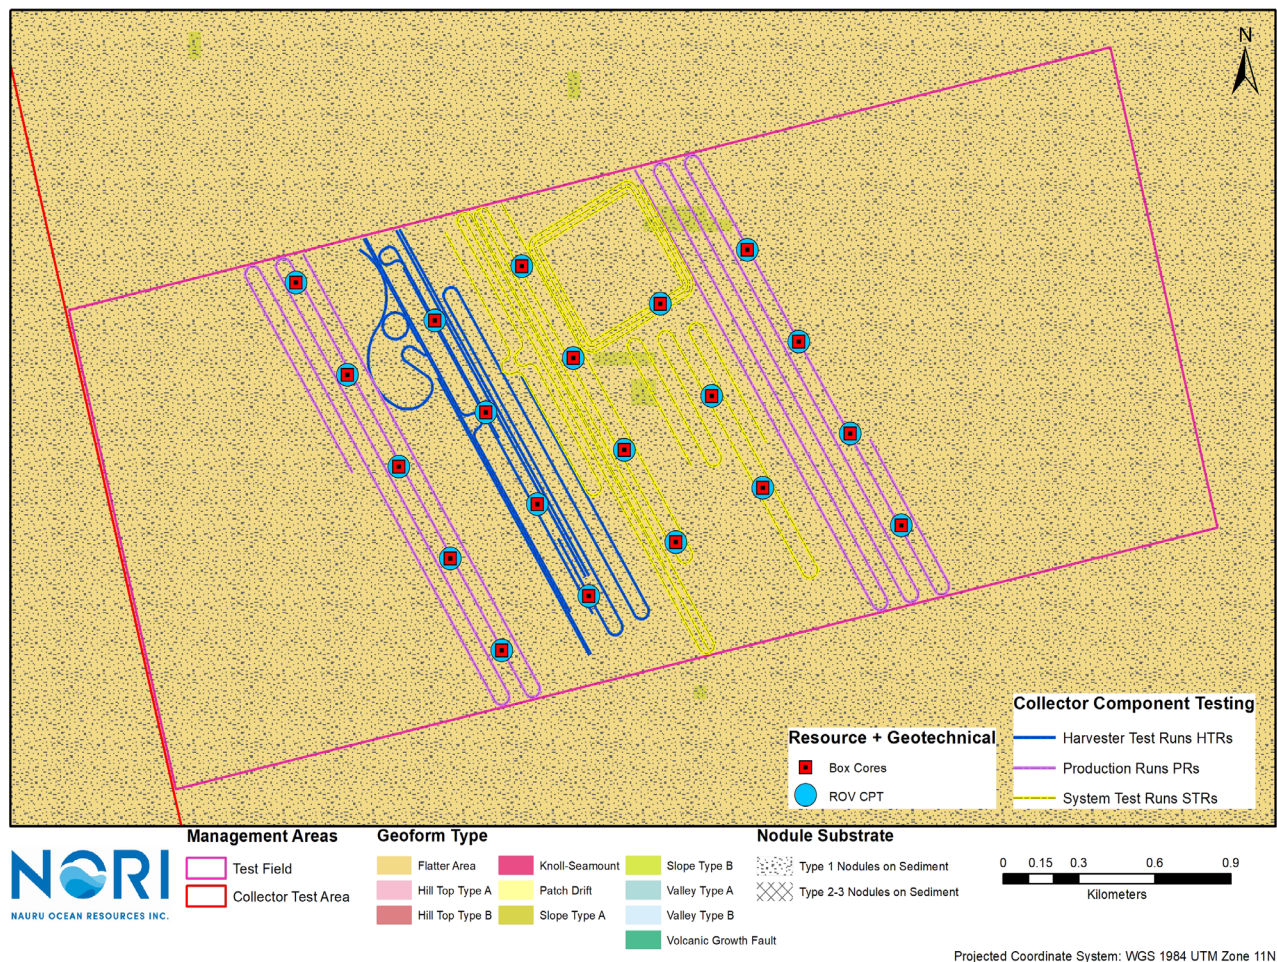 N
Resource + Geotechnical
Box Cores
ROV CPT
Collector Component Testing
Harvester Test Runs HTRs
Production Runs PRs
System Test Runs STRs
NORI
NAURU OCEAN RESOURCES INC.
Management Areas
Test Field
Collector Test Area
Geoform Type
Flatter Area
Hill Top Type A
Hill Top Type B
Knoll-Seamount
Patch Drift
Slope Type A
Slope Type B
Valley Type A
Valley Type B
Volcanic Growth Fault
Nodule Substrate
Type 1 Nodules on Sediment
Type 2-3 Nodules on Sediment
0 0.15 0.3 0.6 0.9
Kilometers
Projected Coordinate System: WGS 1984 UTM Zone 11N